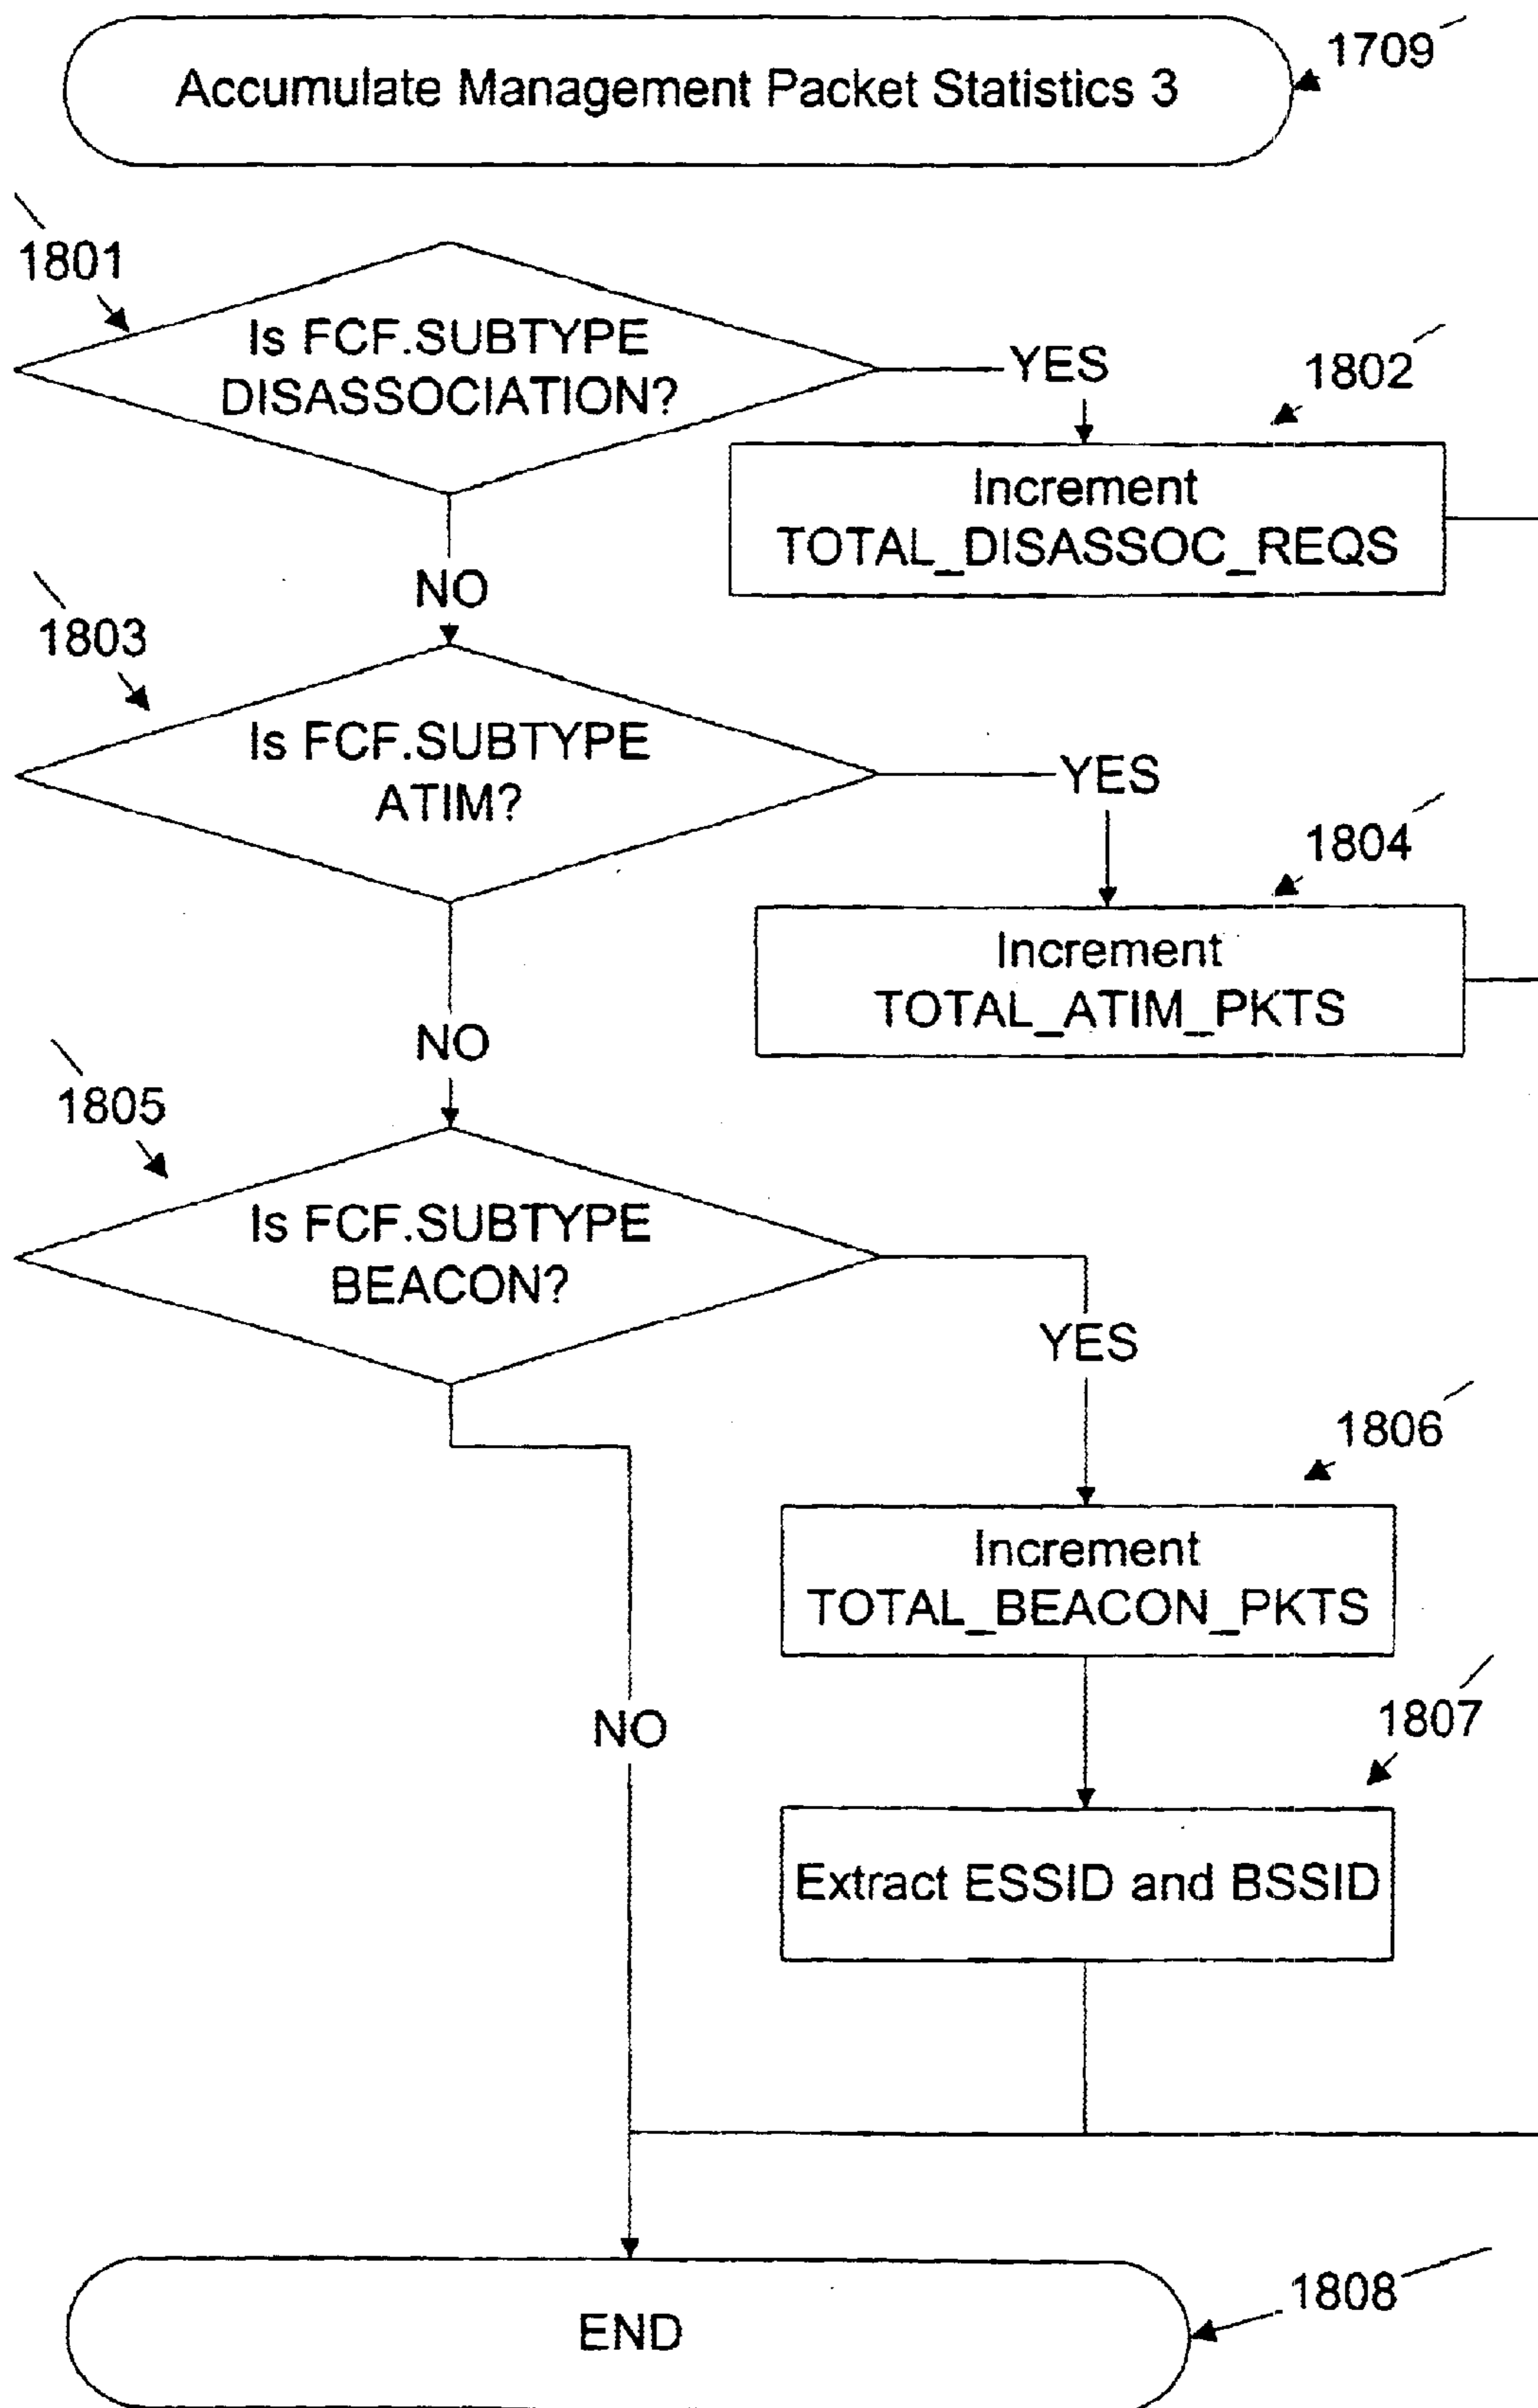 1709
Accumulate Management Packet Statistics 3
1801
Is FCF.SUBTYPE
DISASSOCIATION?
YES
1802
Increment
TOTAL_DISASSOC_REQS
NO
1803
Is FCF.SUBTYPE
ATIM?
YES
1804
Increment
TOTAL_ATIM_PKTS
NO
1805
Is FCF.SUBTYPE
BEACON?
YES
1806
Increment
TOTAL_BEACON_PKTS
1807
NO
Extract ESSID and BSSID
1808
END